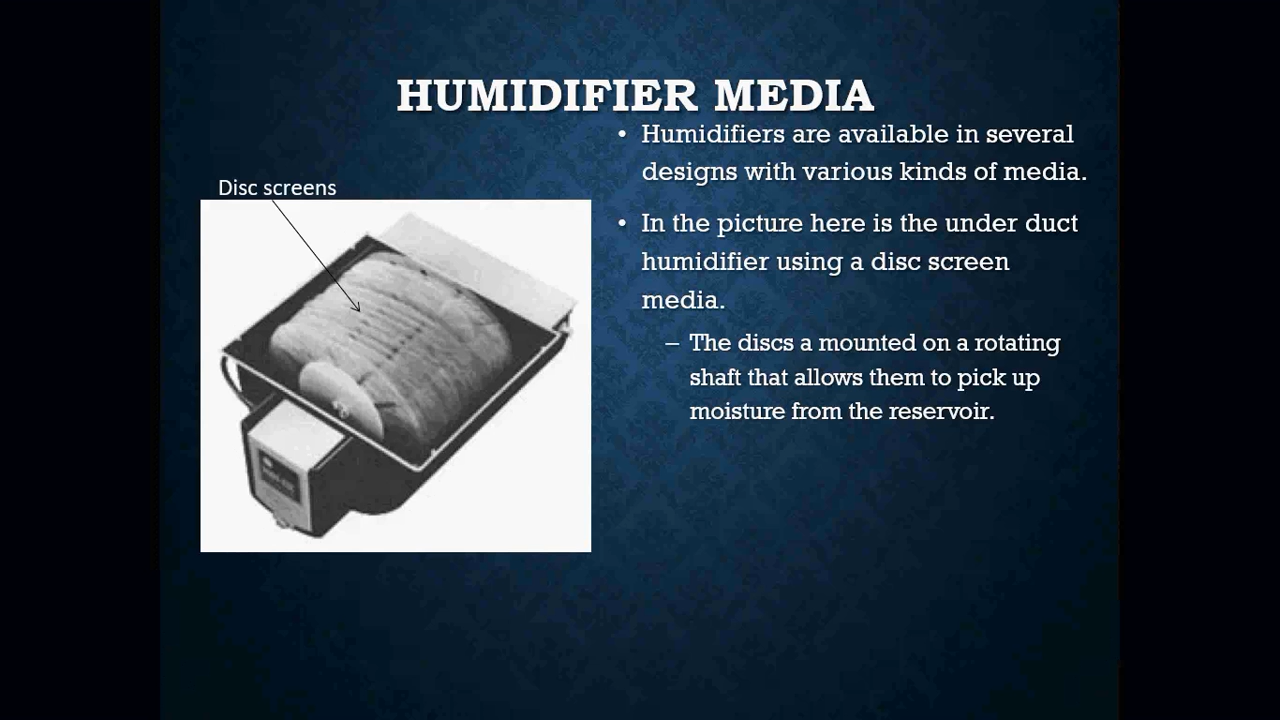 HUMIDIFIER MEDIA
• Humidifiers are available in several
designs with various kinds of media.
Disc screens
• In the picture here is the under duct
humidifier using a disc screen
media.
– The discs a mounted on a rotating
shaft that allows them to pick up
moisture from the reservoir.